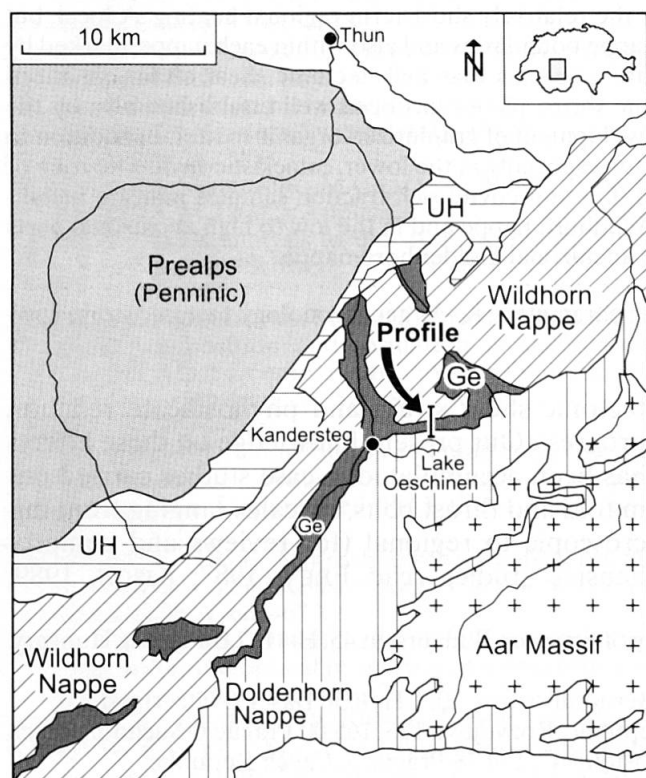 10 km
Thun
N
UH
Prealps
(Penninic)
Wildhorn
Nappe
Profile
Ge
Kandersteg
Lake
Oeschinen
Ge
UH
Wildhorn
Nappe
Aar Massif
Doldenhorn
Nappe